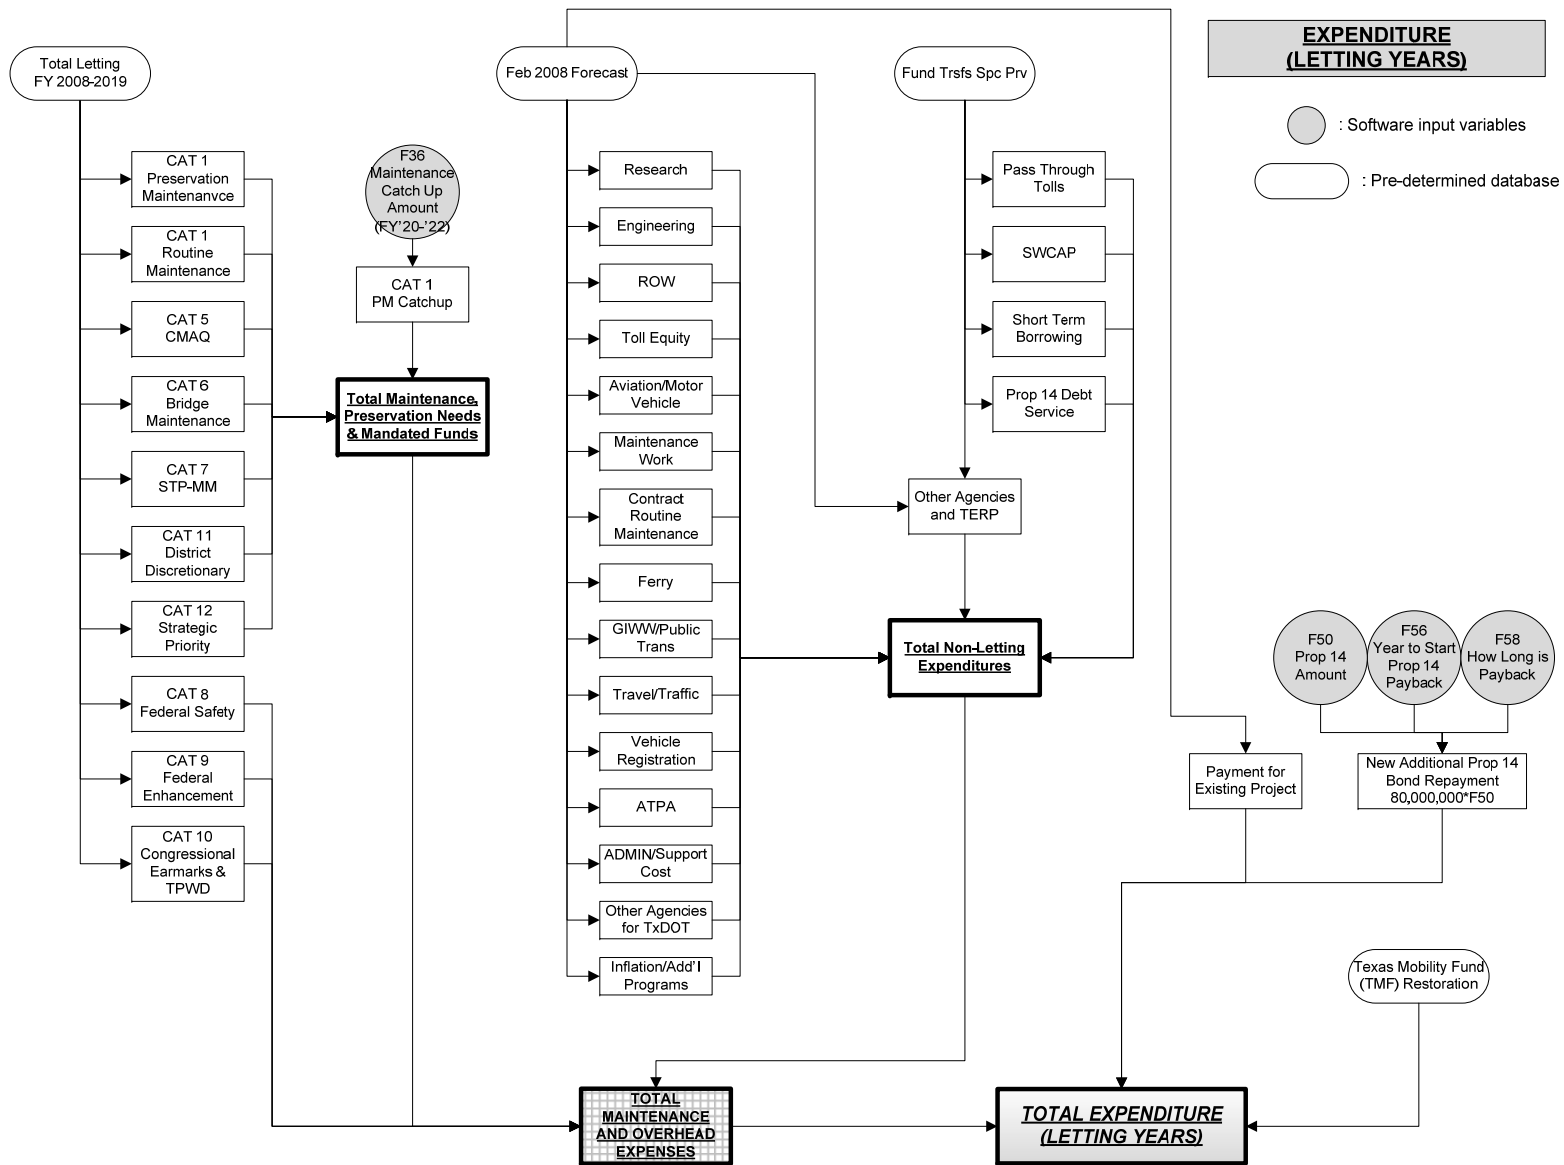 EXPENDITURE
(LETTING YEARS)
: Software input variables
: Pre-determined database
Total Letting
FY 2008-2019
CAT 1
Preservation
Maintenanvce
CAT 1
Routine
Maintenance
CAT 5
CMAQ
CAT 6
Bridge
Maintenance
CAT 7
STP-MM
CAT 11
District
Discretionary
CAT 12
Strategic
Priority
CAT 8
Federal Safety
CAT 9
Federal
Enhancement
CAT 10
Congressional
Earmarks &
TPWD
F36
Maintenance
Catch Up
Amount
(FY'20-'22)
CAT 1
PM Catchup
Total Maintenance,
Preservation Needs
& Mandated Funds
Feb 2008 Forecast
Research
Engineering
ROW
Toll Equity
Aviation/Motor
Vehicle
Maintenance
Work
Contract
Routine
Maintenance
Ferry
GIWW/Public
Trans
Travel/Traffic
Vehicle
Registration
ATPA
ADMIN/Support
Cost
Other Agencies
for TxDOT
Inflation/Add'l
Programs
Fund Trsfs Spc Prv
Pass Through
Tolls
SWCAP
Short Term
Borrowing
Prop 14 Debt
Service
Other Agencies
and TERP
Total Non-Letting
Expenditures
F50
Prop 14
Amount
F56
Year to Start
Prop 14
Payback
F58
How Long is
Payback
Payment for
Existing Project
New Additional Prop 14
Bond Repayment
80,000,000*F50
Texas Mobility Fund
(TMF) Restoration
TOTAL
MAINTENANCE
AND OVERHEAD
EXPENSES
TOTAL EXPENDITURE
(LETTING YEARS)